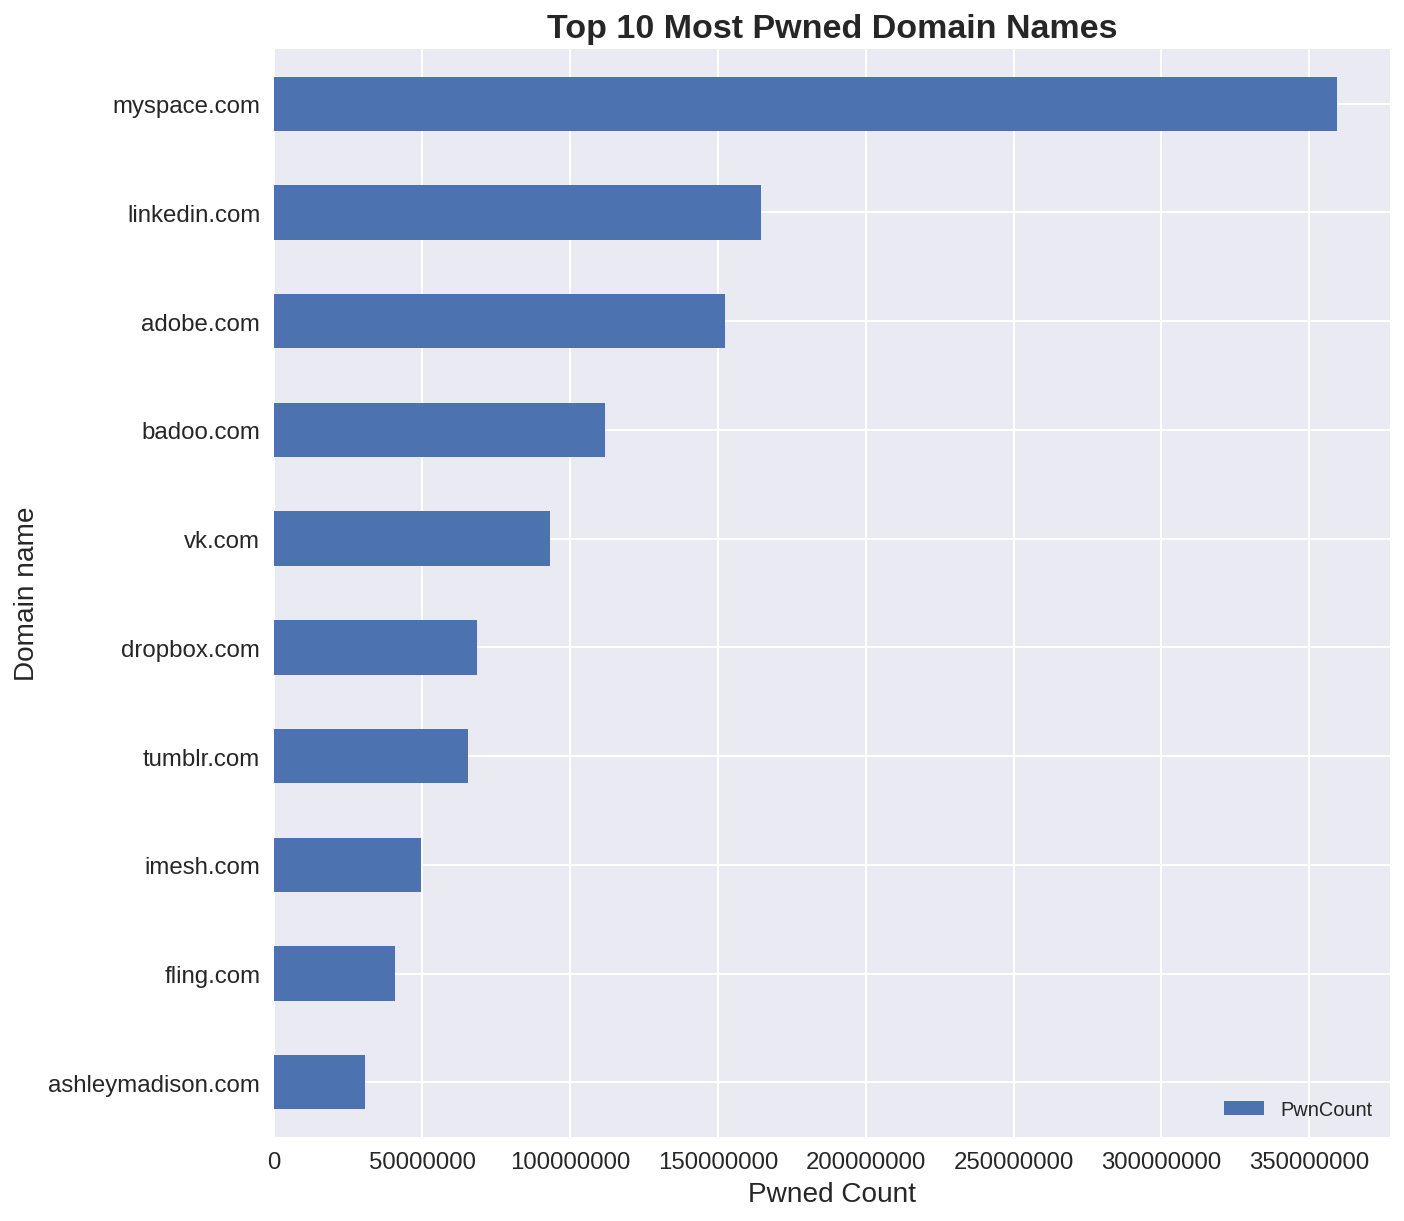 Top 10 Most Pwned Domain Names
myspace.com
linkedin.com
adobe.com
badoo.com
vk.com
dropbox.com
tumblr.com
imesh.com
fling.com
ashleymadison.com
Domain name
PwnCount
0 50000000 100000000 150000000 200000000 250000000 300000000 350000000
Pwned Count